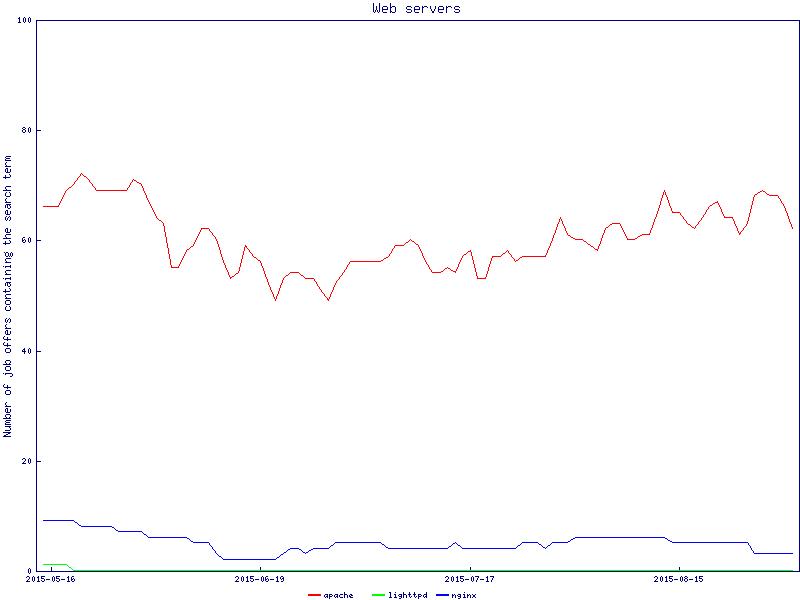 Web servers
Number of job offers containing the search term
100
80
60
40
20
0
2015-05-16 2015-06-19 2015-07-17 2015-08-15
apache lighttpd nginx